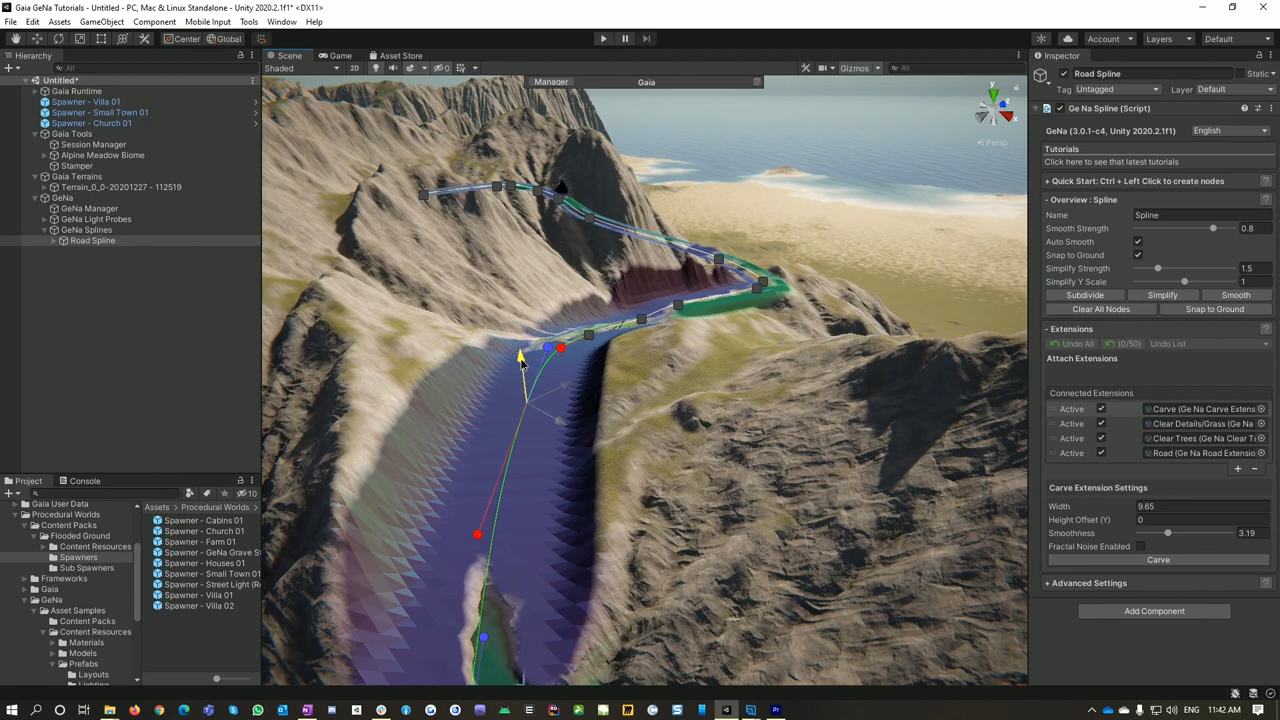 PC, Gaia GeNa Tutorials - Untitled - PC, Mac & Linux Standalone - Unity 2020.2.1f1* <DX11>
File Edit Assets GameObject Component Mobile Input Tools Window Help
Center Global
Account Layers Default
Hierarchy
All
Untitled*
Gaia Runtime
Spawner - Villa 01
Spawner - Small Town 01
Spawner - Church 01
Gaia Tools
Session Manager
Alpine Meadow Biome
Stamper
Gaia Terrains
Terrain_0_0-20201227 - 112519
GeNa
GeNa Manager
GeNa Light Probes
GeNa Splines
Road Spline
Scene Game Asset Store
Shaded 2D 0 Gizmos All
Manager Gaia
y
x
z
Persp
Project Console
10
Gaia User Data
Procedural Worlds
Content Packs
Flooded Ground
Content Resources
Spawners
Sub Spawners
Frameworks
Gaia
GeNa
Asset Samples
Content Packs
Content Resources
Materials
Models
Prefabs
Layouts
Assets > Procedural Worlds
Spawner - Cabins 01
Spawner - Church 01
Spawner - Farm 01
Spawner - GeNa Grave St
Spawner - Houses 01
Spawner - Small Town 01
Spawner - Street Light (R
Spawner - Villa 01
Spawner - Villa 02
Inspector
Road Spline Static
Tag Untagged Layer Default
Ge Na Spline (Script)
GeNa (3.0.1-c4, Unity 2020.2.1f1) English
Tutorials
Click here to see that latest tutorials
+ Quick Start: Ctrl + Left Click to create nodes
- Overview : Spline
Name Spline
Smooth Strength 0.8
Auto Smooth
Snap to Ground
Simplify Strength 1.5
Simplify Y Scale 1
Subdivide Simplify Smooth
Clear All Nodes Snap to Ground
- Extensions
Undo All (0/50) Undo List
Attach Extensions
Connected Extensions
Active Carve (Ge Na Carve Extens
Active Clear Details/Grass (Ge Na
Active Clear Trees (Ge Na Clear Ti
Active Road (Ge Na Road Extensio
Carve Extension Settings
Width 9.65
Height Offset (Y) 0
Smoothness 3.19
Fractal Noise Enabled
Carve
+ Advanced Settings
Add Component
ENG 11:42 AM